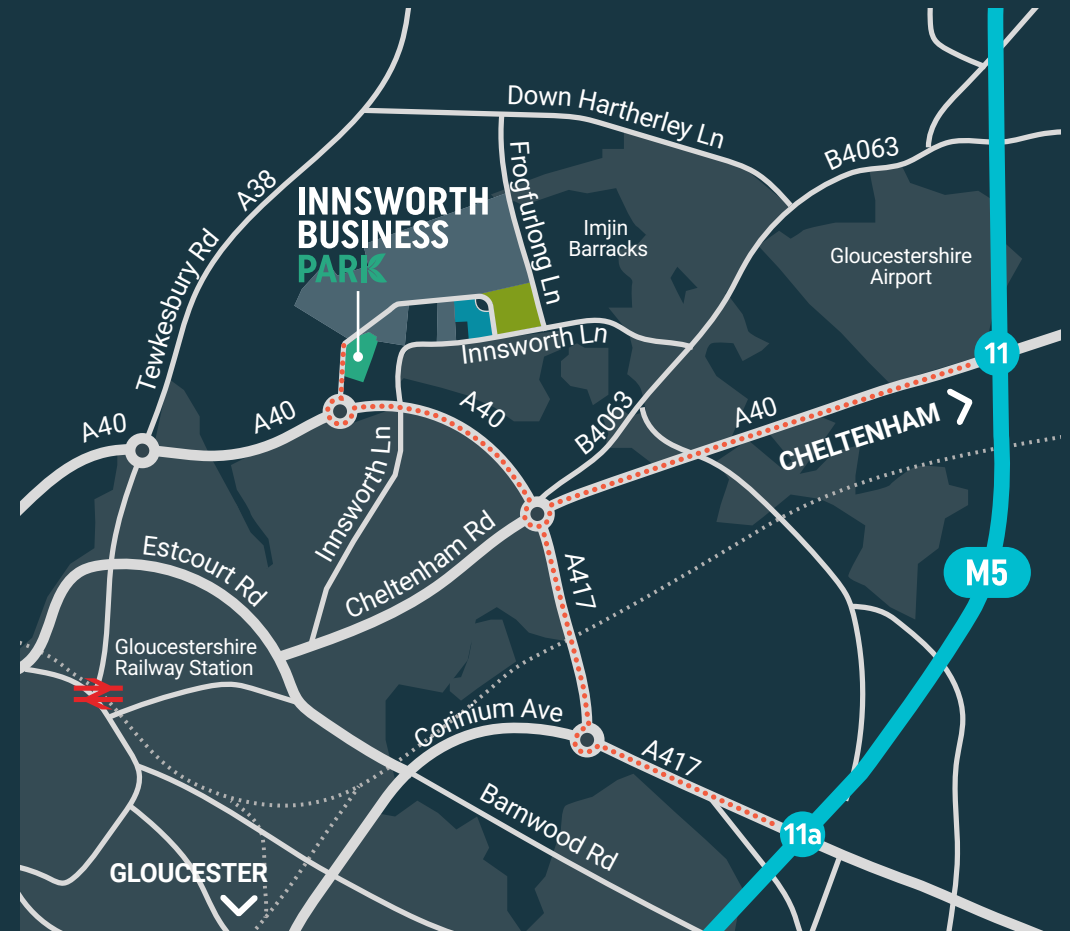 Down Hartherley Ln
B4063
A38
Frogfurlong Ln
INNSWORTH
BUSINESS
PARK
Imjin
Barracks
Gloucestershire
Airport
Tewkesbury Rd
Innsworth Ln
11
A40
A40
A40
B4063
A40
CHELTENHAM
Innsworth Ln
Cheltenham Rd
Estcourt Rd
A417
M5
Gloucestershire
Railway Station
Corinium Ave
A417
Barnwood Rd
11a
GLOUCESTER